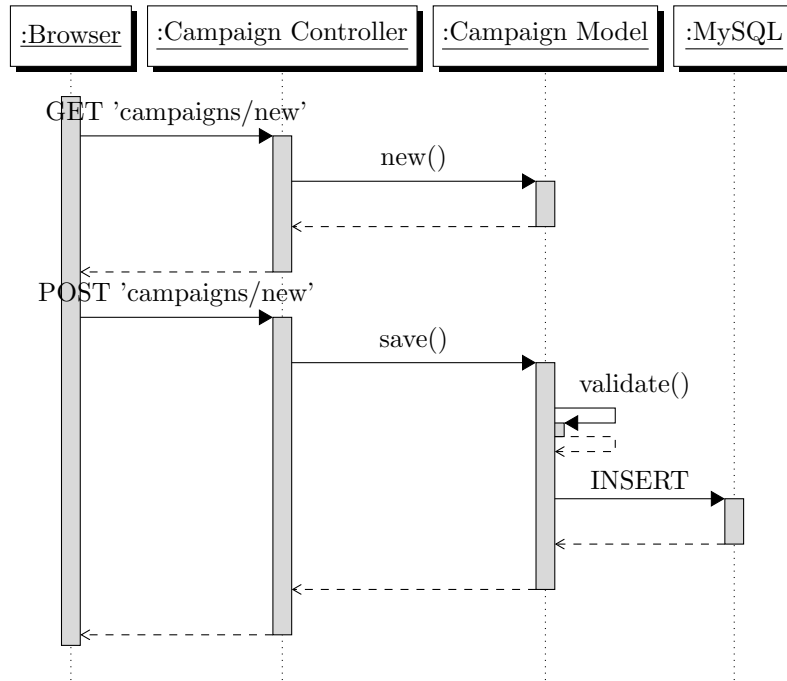 :Browser
:Campaign Controller
:Campaign Model
:MySQL
GET 'campaigns/new'
new()
POST 'campaigns/new'
save()
validate()
INSERT